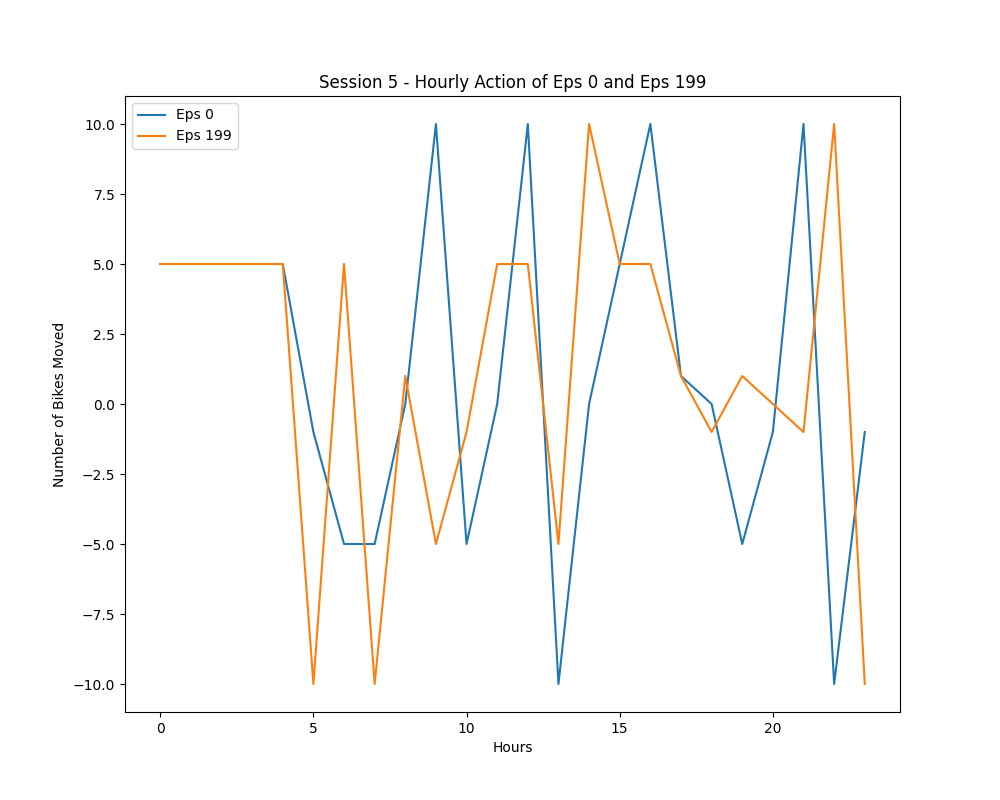 Session 5 - Hourly Action of Eps 0 and Eps 199
Eps 0
Eps 199
Number of Bikes Moved
10.0
7.5
5.0
2.5
0.0
−2.5
−5.0
−7.5
−10.0
0 5 10 15 20
Hours